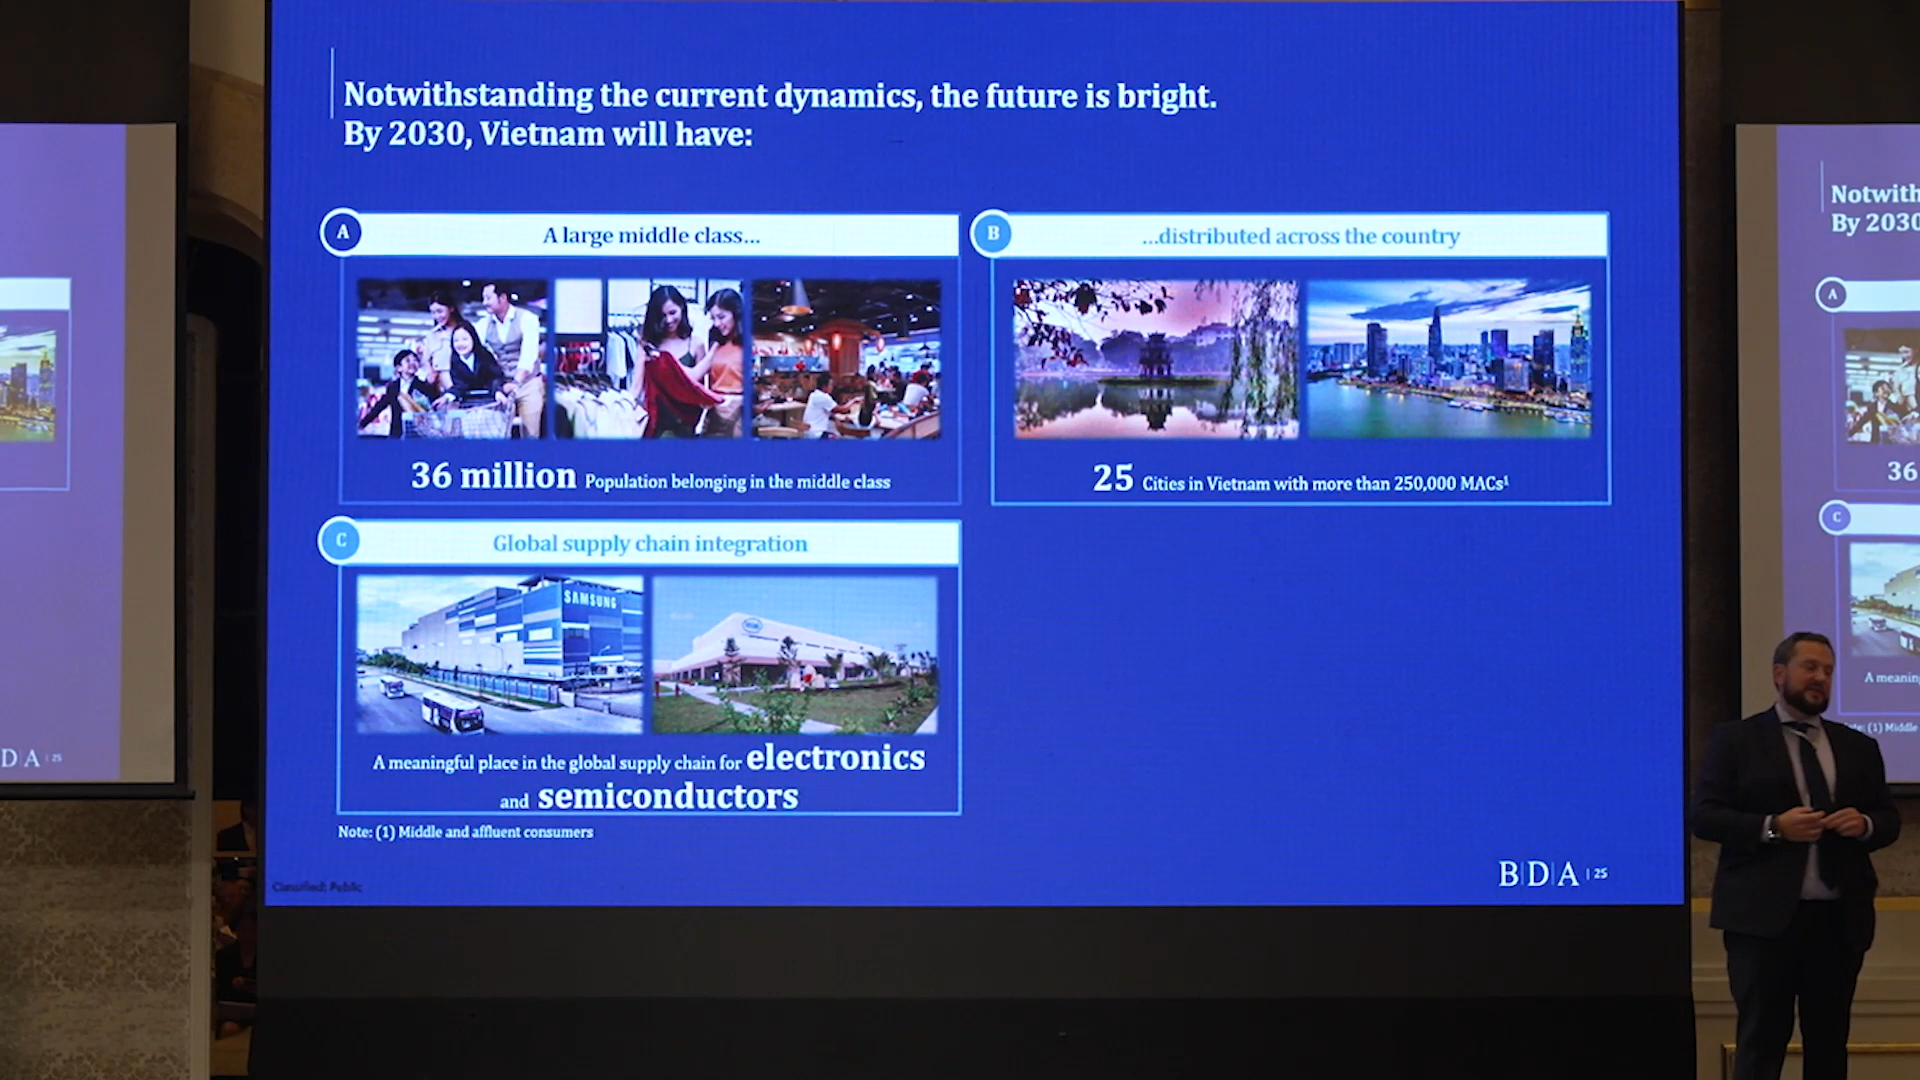 Notwithstanding the current dynamics, the future is bright.
By 2030, Vietnam will have:
A
A large middle class...
36 million Population belonging in the middle class
B
...distributed across the country
25 Cities in Vietnam with more than 250,000 MACs¹
C
Global supply chain integration
SAMSUNG
A meaningful place in the global supply chain for electronics
and semiconductors
Note: (1) Middle and affluent consumers
Classified: Public
B|D|A | 25
DA | 25
Notwith
By 2030
A
36
C
A meaning
Note: (1) Middle